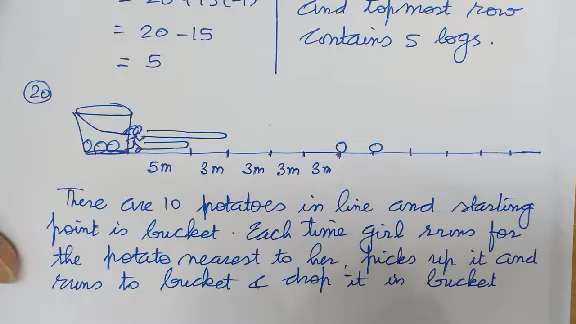 = 20 - 15
= 5
and topmost row
contains 5 logs.
20
5m 3m 3m 3m 3m
There are 10 potatoes in line and starting
point is bucket. Each time girl runs for
the potato nearest to her, picks up it and
runs to bucket & drop it in bucket